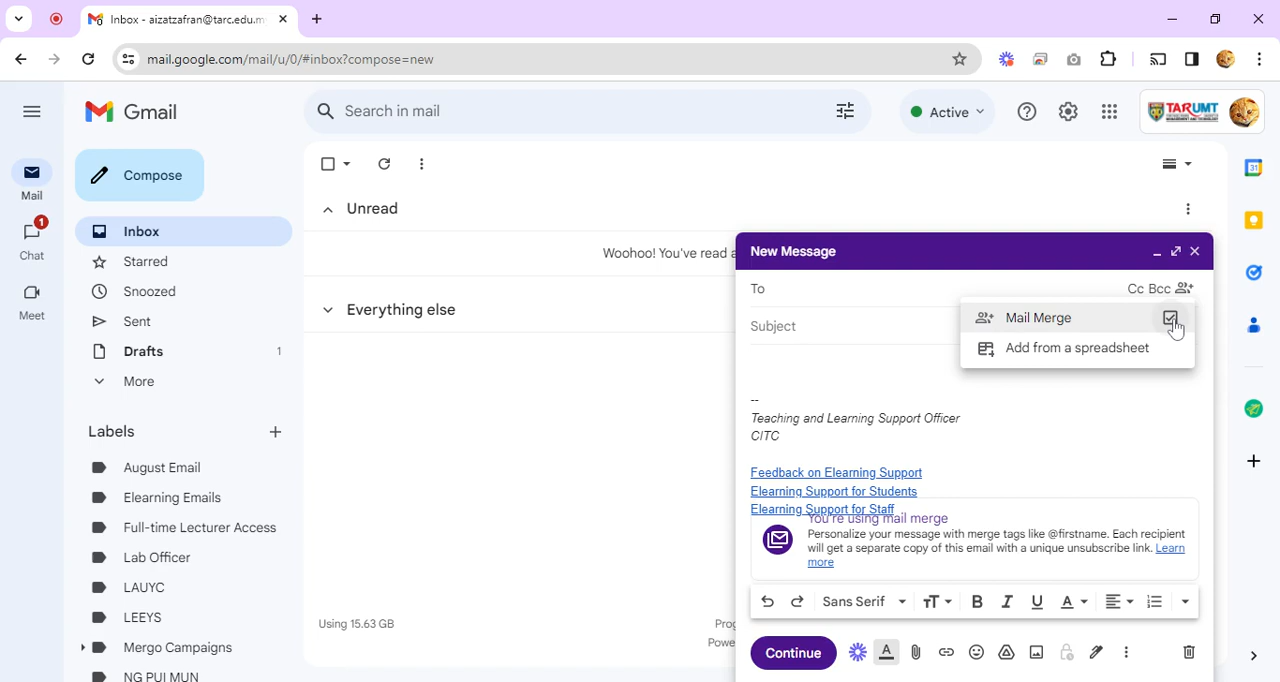 Inbox - aizatzafran@tarc.edu.m
mail.google.com/mail/u/0/#inbox?compose=new
Gmail
Search in mail
Active
TARUMT
Mail
Chat
1
Meet
Compose
Inbox
Starred
Snoozed
Sent
Drafts 1
More
Labels
August Email
Elearning Emails
Full-time Lecturer Access
Lab Officer
LAUYC
LEEYS
Mergo Campaigns
NG PUI MUN
Unread
Woohoo! You've read a
Everything else
Using 15.63 GB
Prog
Powe
31
New Message
To
Cc Bcc
Subject
Mail Merge
Add from a spreadsheet
--
Teaching and Learning Support Officer
CITC
Feedback on Elearning Support
Elearning Support for Students
Elearning Support for Staff
You're using mail merge
Personalize your message with merge tags like @firstname. Each recipient
will get a separate copy of this email with a unique unsubscribe link. Learn
more
Sans Serif
Continue